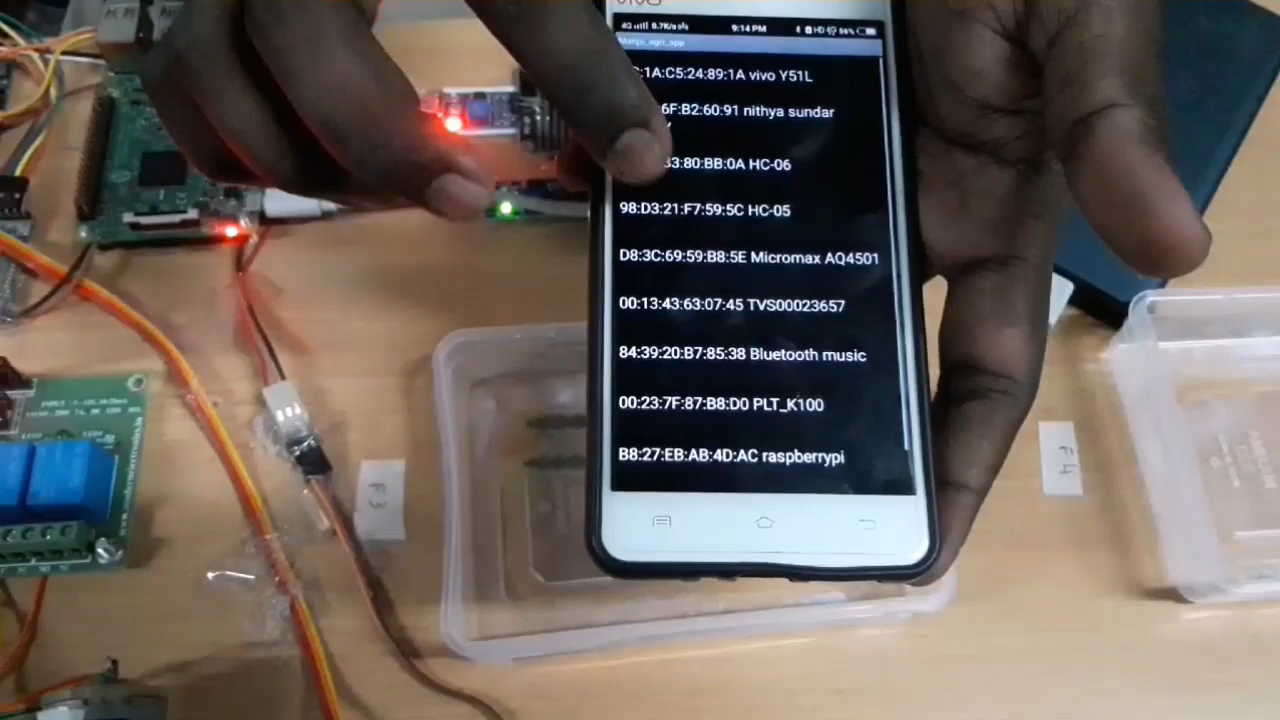 9:14 PM
Manju_agri_app
:1A:C5:24:89:1A vivo Y51L
6F:B2:60:91 nithya sundar
33:80:BB:0A HC-06
98:D3:21:F7:59:5C HC-05
D8:3C:69:59:B8:5E Micromax AQ4501
00:13:43:63:07:45 TVS00023657
84:39:20:B7:85:38 Bluetooth music
00:23:7F:87:B8:D0 PLT_K100
B8:27:EB:AB:4D:AC raspberrypi
F3
F4